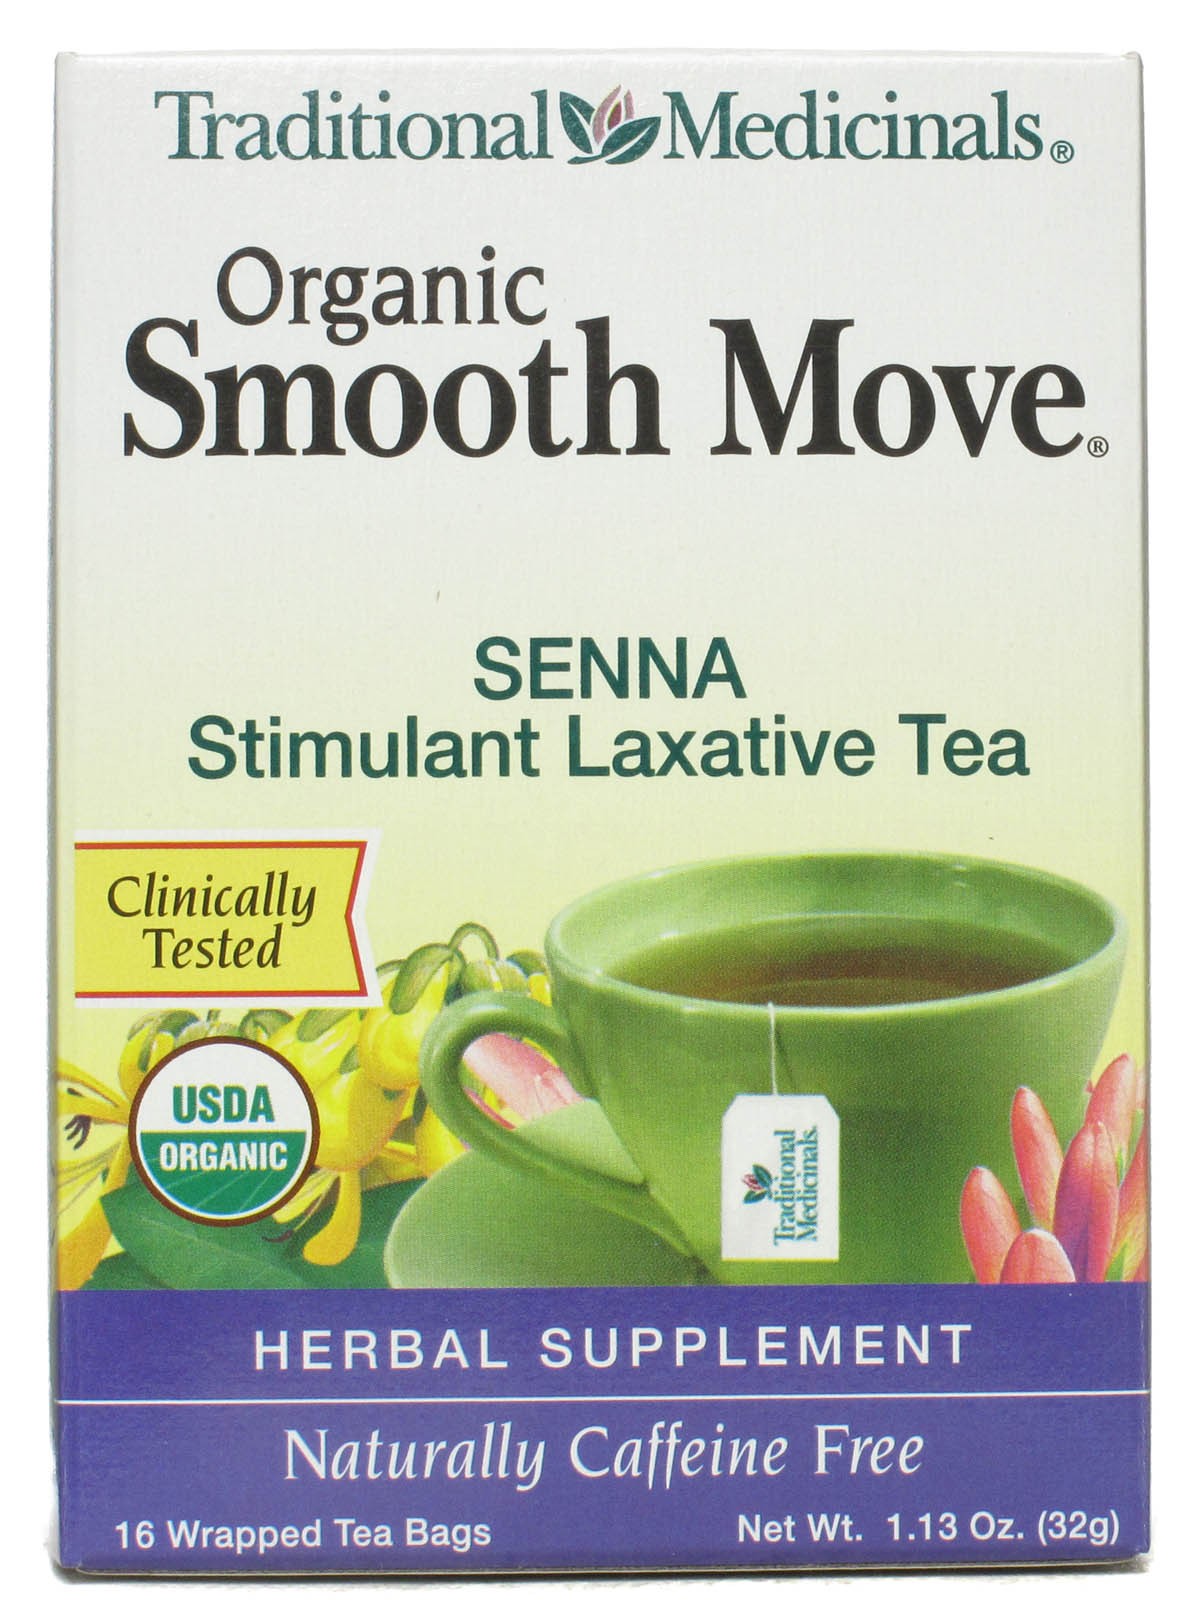 Traditional Medicinals®
Organic
Smooth Move®
SENNA
Stimulant Laxative Tea
Clinically
Tested
USDA
ORGANIC
Traditional
Medicinals.
HERBAL SUPPLEMENT
Naturally Caffeine Free
16 Wrapped Tea Bags
Net Wt. 1.13 Oz. (32g)